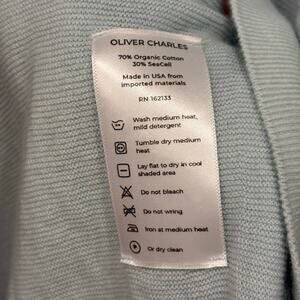 OLIVER CHARLES
70% Organic Cotton
30% SeaCell
Made in USA from
imported materials
RN 162133
Wash medium heat,
mild detergent
Tumble dry medium
heat
Lay flat to dry in cool
shaded area
Do not bleach
Do not wring
Iron at medium heat
Or dry clean